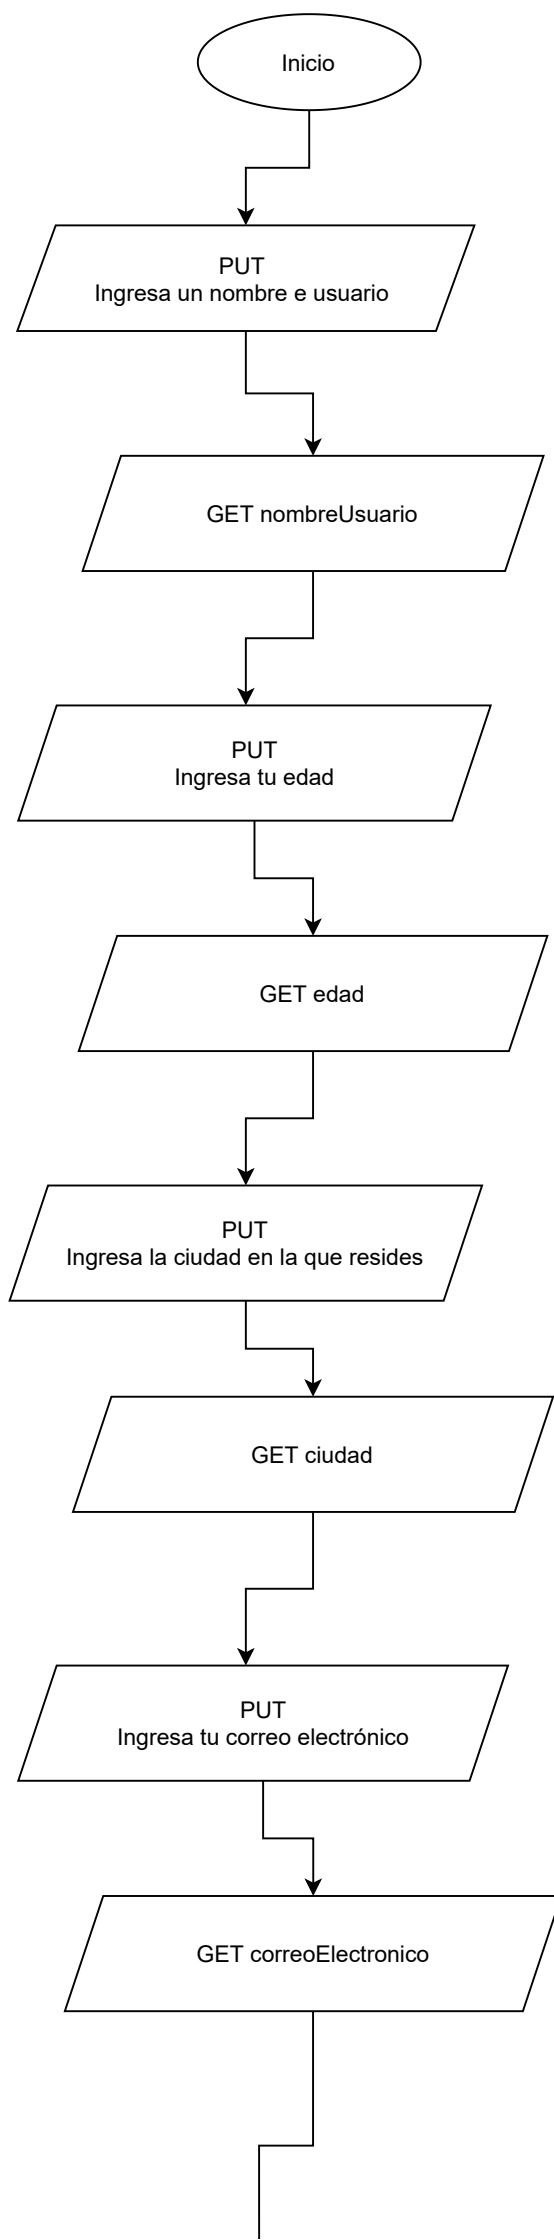 Inicio
PUT
Ingresa un nombre e usuario
GET nombreUsuario
PUT
Ingresa tu edad
GET edad
PUT
Ingresa la ciudad en la que resides
GET ciudad
PUT
Ingresa tu correo electrónico
GET correoElectronico